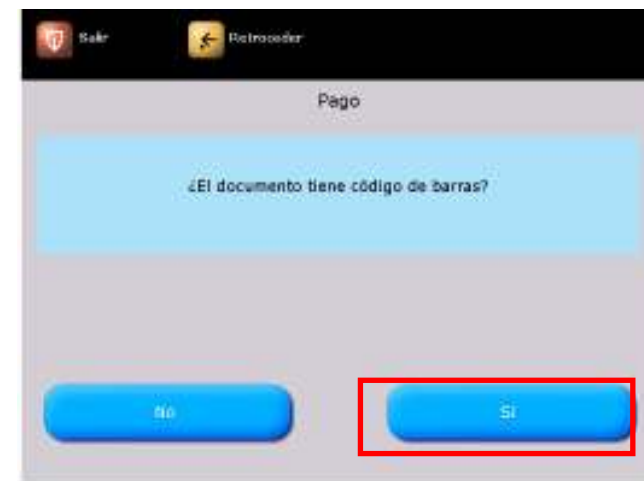 Salir
Retroceder
Pago
¿El documento tiene código de barras?
No
Si